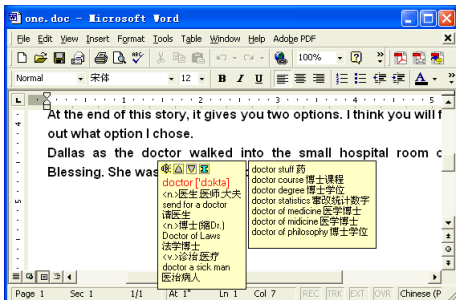 one.doc - Microsoft Word
File Edit View Insert Format Tools Table Window Help Adobe PDF
100%
Normal 宋体 12 B I U A
1 2 3 4 5
At the end of this story, it gives you two options. I think you will f
out what option I chose.
Dallas as the doctor walked into the small hospital room o
Blessing. She was
doctor ['dɔktə]
<n.>医生,医师,大夫
send for a doctor
请医生
<n.>博士(缩Dr.)
Doctor of Laws
法学博士
<v.>诊治,医疗
doctor a sick man
医治病人
doctor stuff 药
doctor course 博士课程
doctor degree 博士学位
doctor statistics 窜改统计数字
doctor of medicine 医学博士
doctor of midicine 医学博士
doctor of philosophy 博士学位
Page 1 Sec 1 1/1 At 1" Ln 1 Col 7 REC TRK EXT OVR Chinese (P